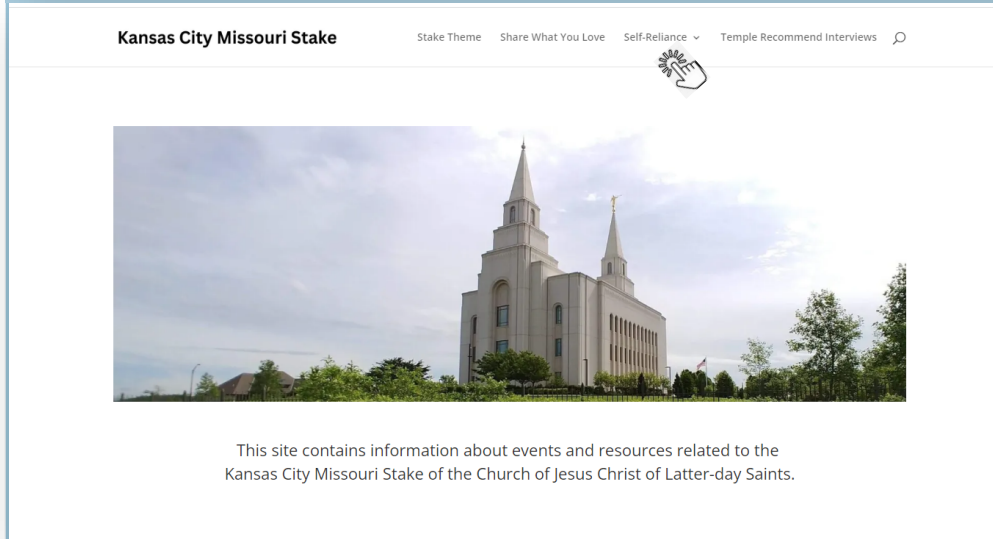 Kansas City Missouri Stake
Stake Theme Share What You Love Self-Reliance Temple Recommend Interviews
This site contains information about events and resources related to the
Kansas City Missouri Stake of the Church of Jesus Christ of Latter-day Saints.